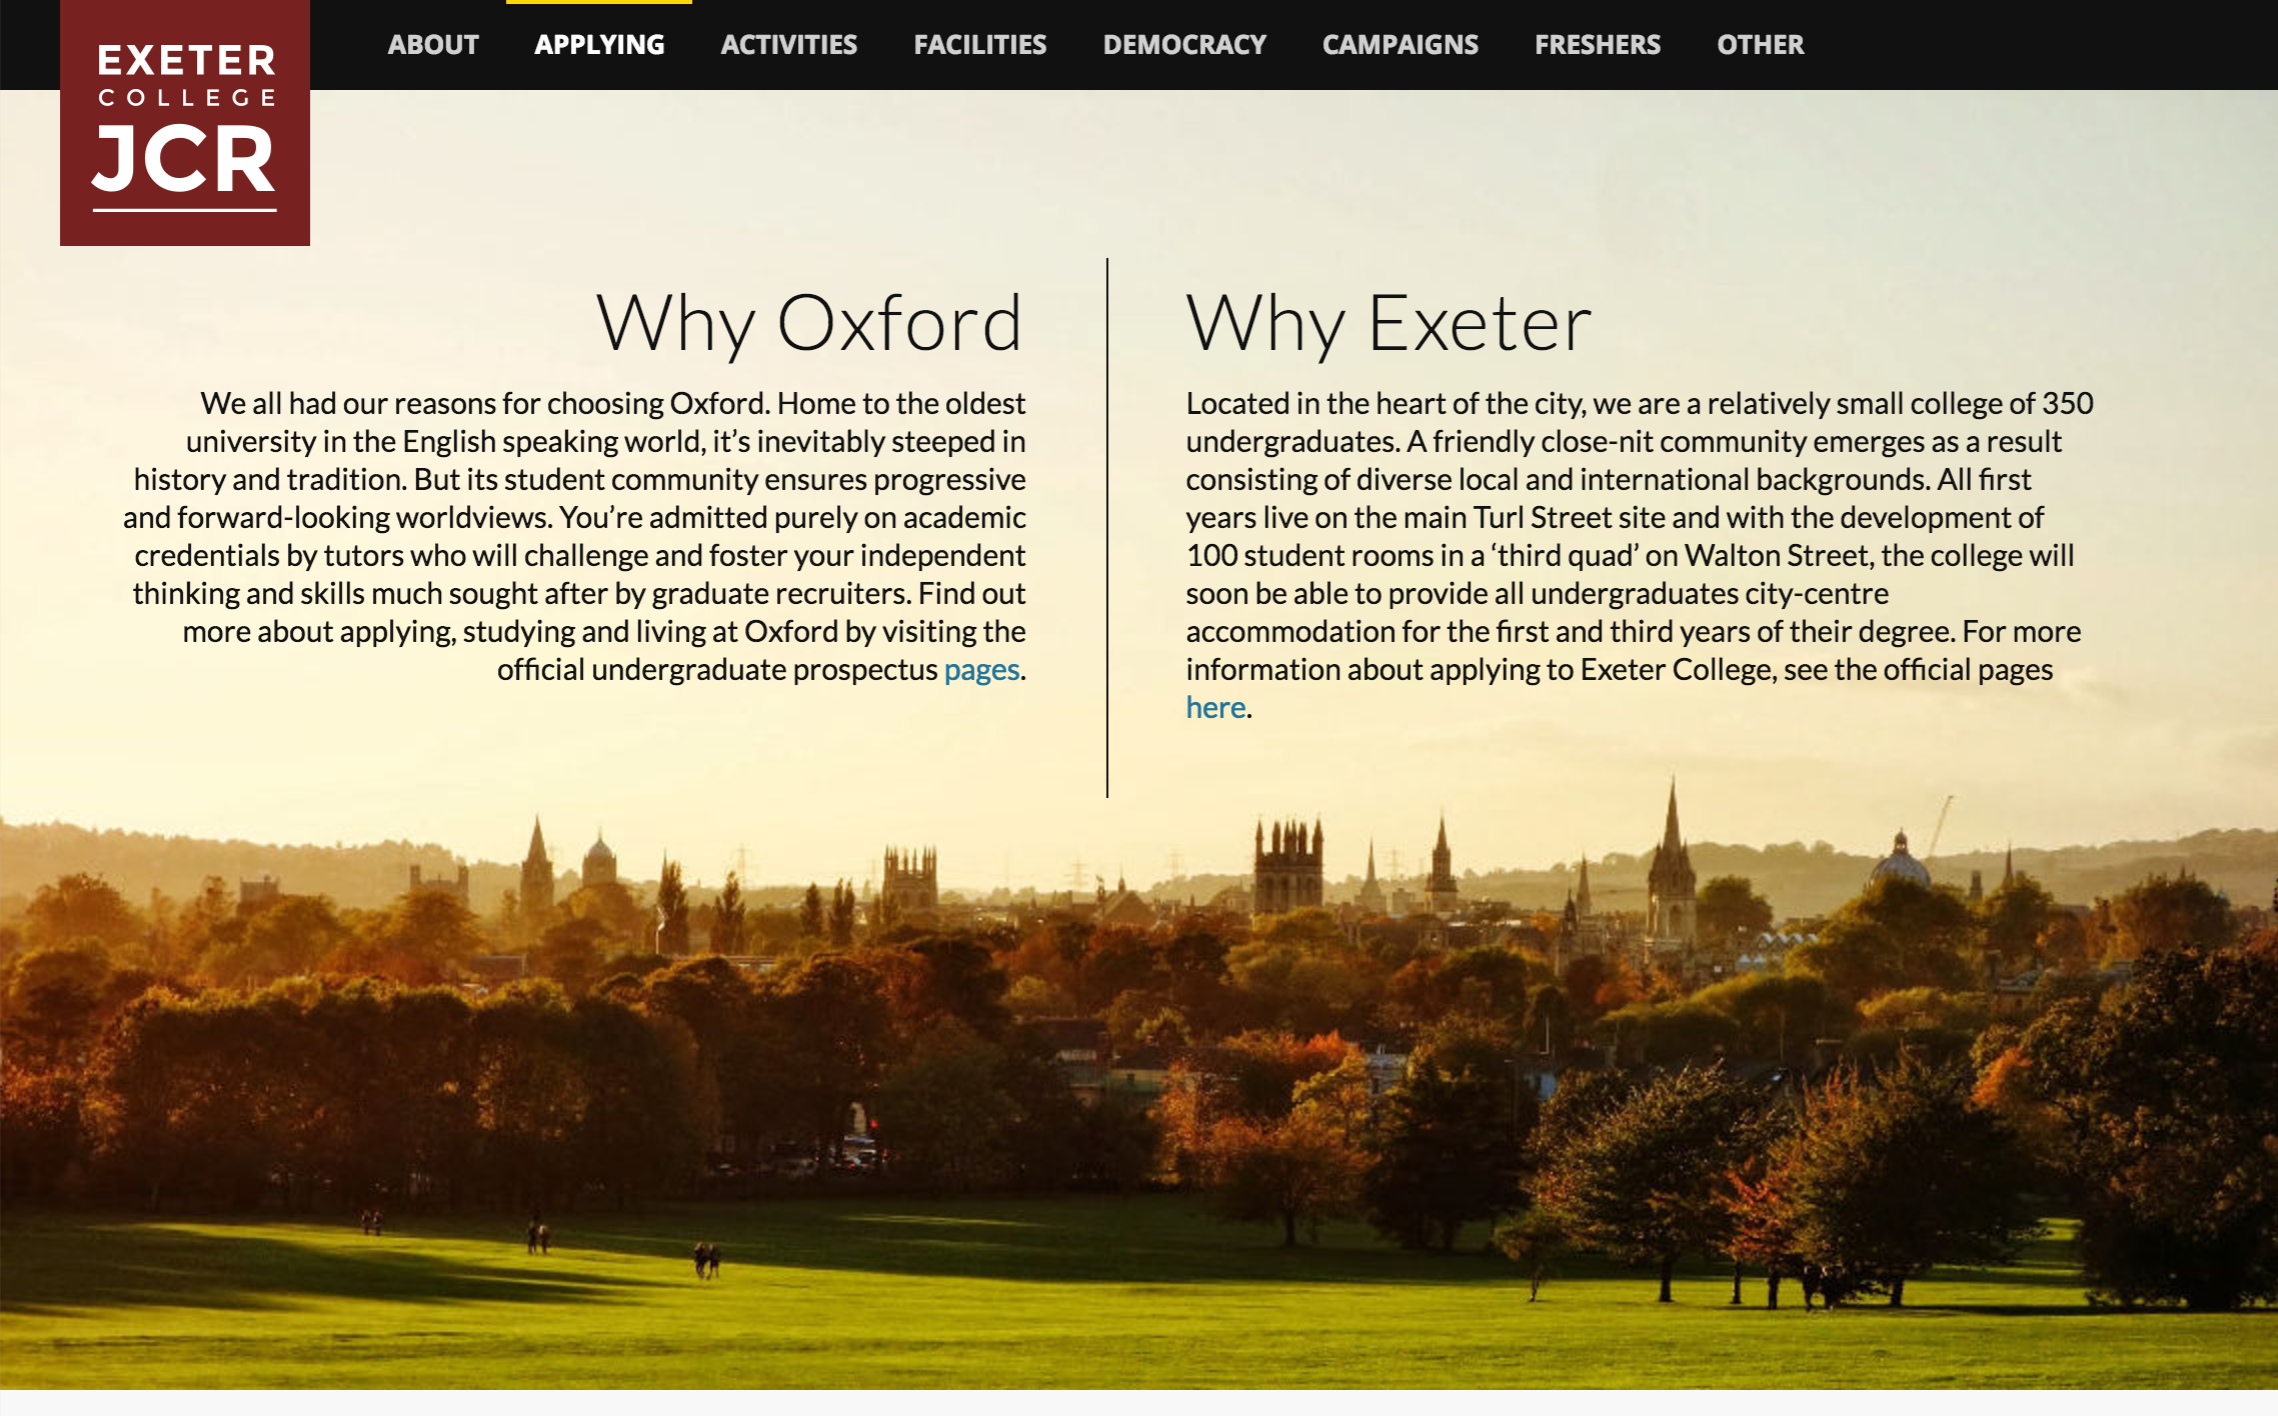 EXETER
COLLEGE
JCR
ABOUT APPLYING ACTIVITIES FACILITIES DEMOCRACY CAMPAIGNS FRESHERS OTHER
Why Oxford
We all had our reasons for choosing Oxford. Home to the oldest
university in the English speaking world, it’s inevitably steeped in
history and tradition. But its student community ensures progressive
and forward-looking worldviews. You’re admitted purely on academic
credentials by tutors who will challenge and foster your independent
thinking and skills much sought after by graduate recruiters. Find out
more about applying, studying and living at Oxford by visiting the
official undergraduate prospectus pages.
Why Exeter
Located in the heart of the city, we are a relatively small college of 350
undergraduates. A friendly close-nit community emerges as a result
consisting of diverse local and international backgrounds. All first
years live on the main Turl Street site and with the development of
100 student rooms in a ‘third quad’ on Walton Street, the college will
soon be able to provide all undergraduates city-centre
accommodation for the first and third years of their degree. For more
information about applying to Exeter College, see the official pages
here.